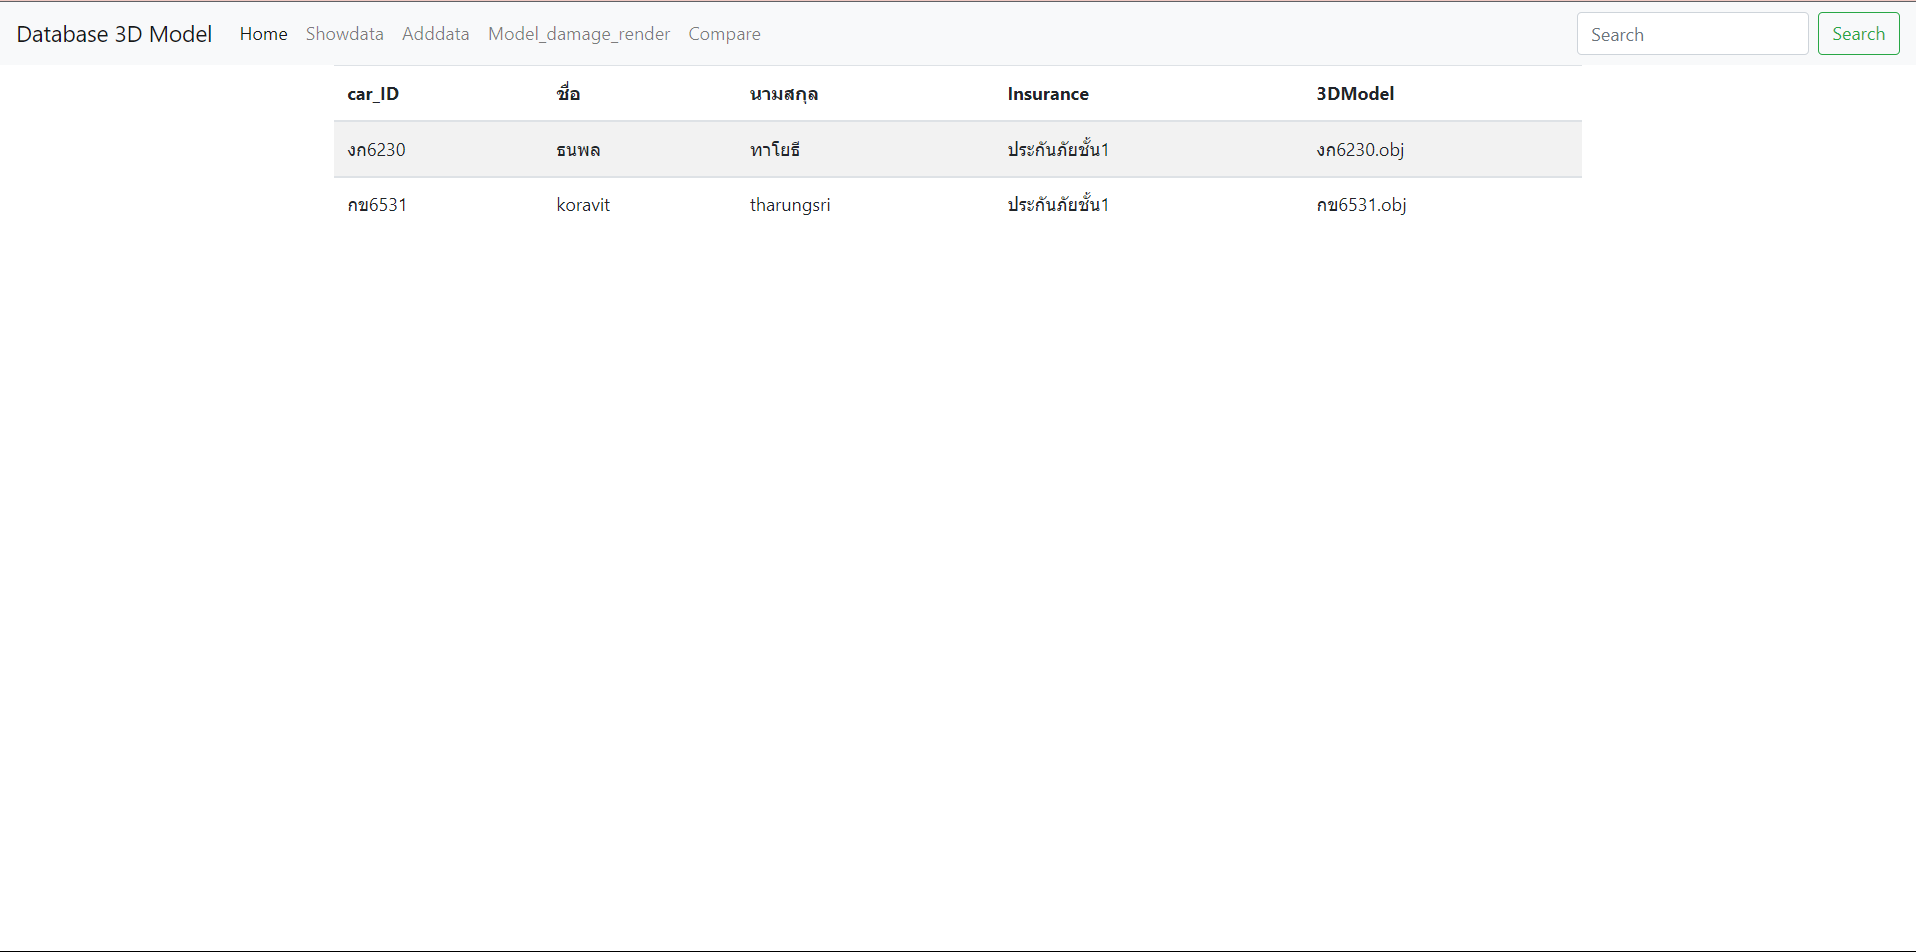 Database 3D Model Home Showdata Adddata Model_damage_render Compare Search Search
car_ID ชื่อ นามสกุล Insurance 3DModel
งก6230 ธนพล ทาโยธี ประกันภัยชั้น1 งก6230.obj
กข6531 koravit tharungsri ประกันภัยชั้น1 กข6531.obj